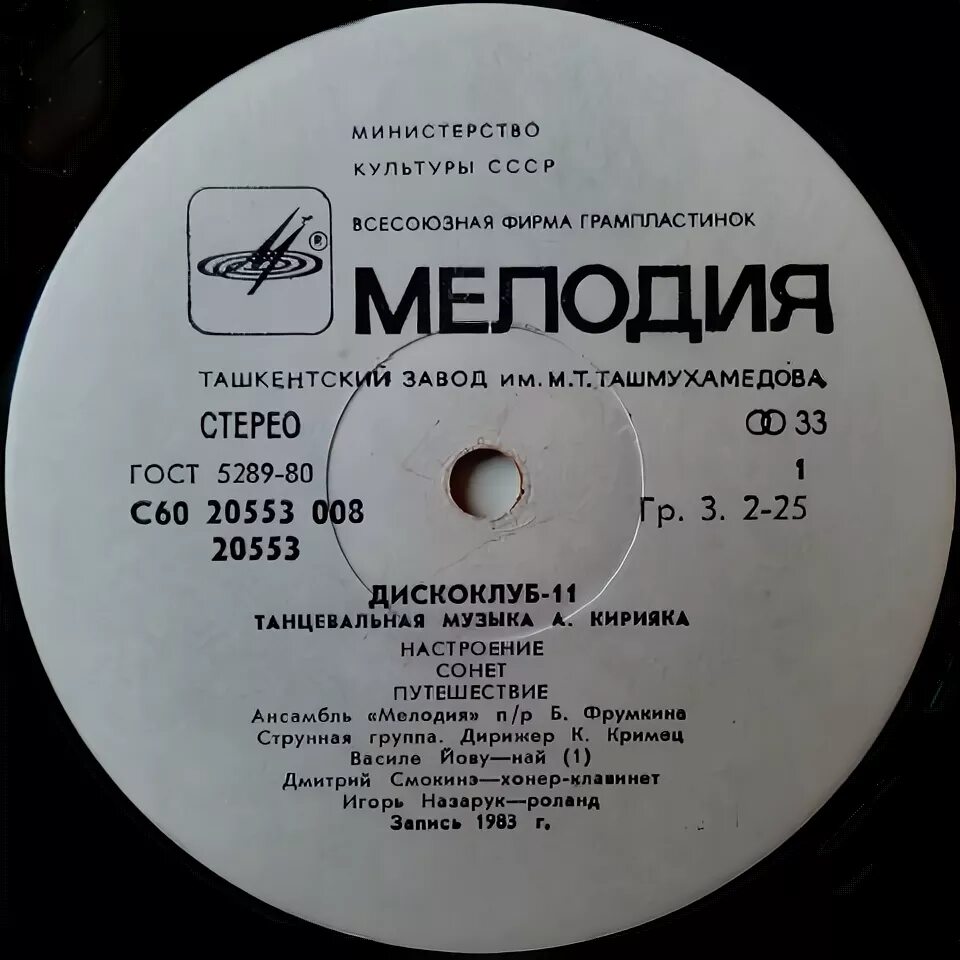 МИНИСТЕРСТВО
КУЛЬТУРЫ СССР
ВСЕСОЮЗНАЯ ФИРМА ГРАМПЛАСТИНОК
®
МЕЛОДИЯ
ТАШКЕНТСКИЙ ЗАВОД ИМ. М.Т. ТАШМУХАМЕДОВА
СТЕРЕО 33
ГОСТ 5289-80 1
С60 20553 008 Гр. 3. 2-25
20553
ДИСКОКЛУБ-11
ТАНЦЕВАЛЬНАЯ МУЗЫКА А. КИРИЯКА
НАСТРОЕНИЕ
СОНЕТ
ПУТЕШЕСТВИЕ
Ансамбль «Мелодия» п/р Б. Фрумкина
Струнная группа. Дирижер К. Кримец
Василе Йову—най (1)
Дмитрий Смокинэ—хонер-клавинет
Игорь Назарук—роланд
Запись 1983 г.